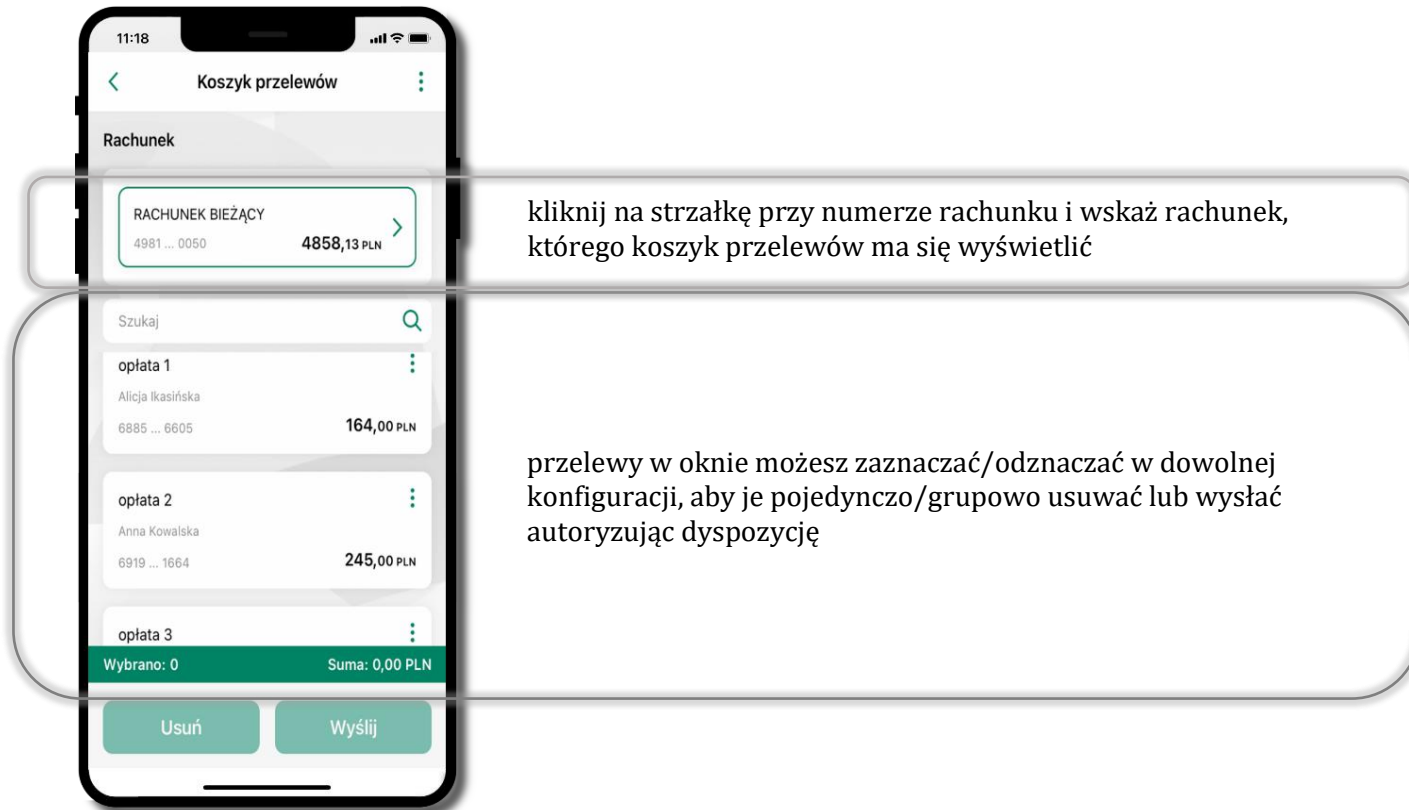 11:18
Koszyk przelewów
Rachunek
RACHUNEK BIEŻĄCY
4981 ... 0050
4858,13 PLN
kliknij na strzałkę przy numerze rachunku i wskaż rachunek,
którego koszyk przelewów ma się wyświetlić
Szukaj
opłata 1
Alicja Ikasińska
6885 ... 6605
164,00 PLN
opłata 2
Anna Kowalska
6919 ... 1664
245,00 PLN
przelewy w oknie możesz zaznaczać/odznaczać w dowolnej
konfiguracji, aby je pojedynczo/grupowo usuwać lub wysłać
autoryzując dyspozycję
opłata 3
Wybrano: 0 Suma: 0,00 PLN
Usuń Wyślij